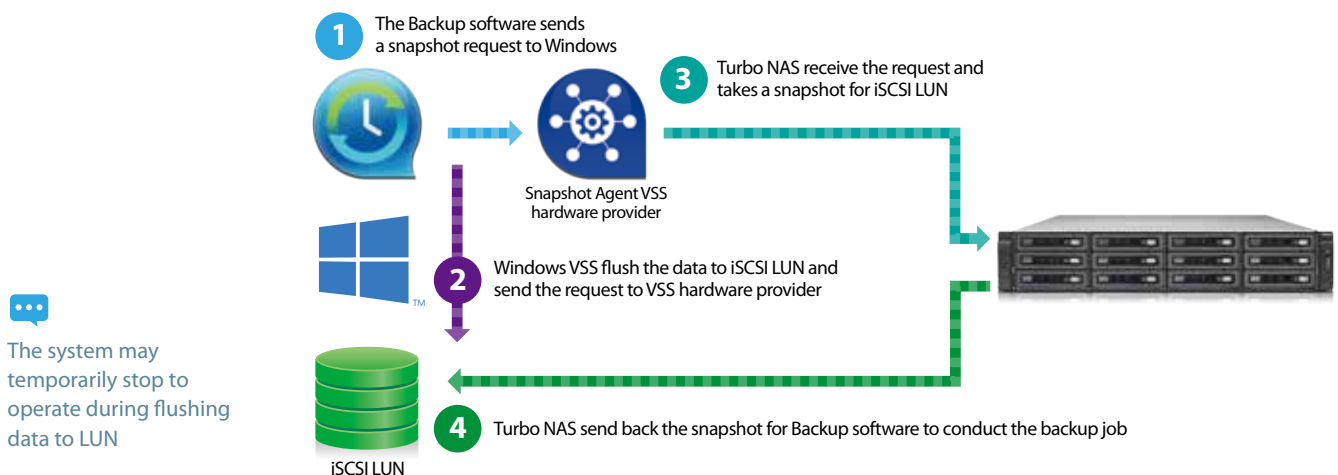 1
The Backup software sends
a snapshot request to Windows
3
Turbo NAS receive the request and
takes a snapshot for iSCSI LUN
Snapshot Agent VSS
hardware provider
TM
2
Windows VSS flush the data to iSCSI LUN and
send the request to VSS hardware provider
The system may
temporarily stop to
operate during flushing
data to LUN
4
Turbo NAS send back the snapshot for Backup software to conduct the backup job
iSCSI LUN